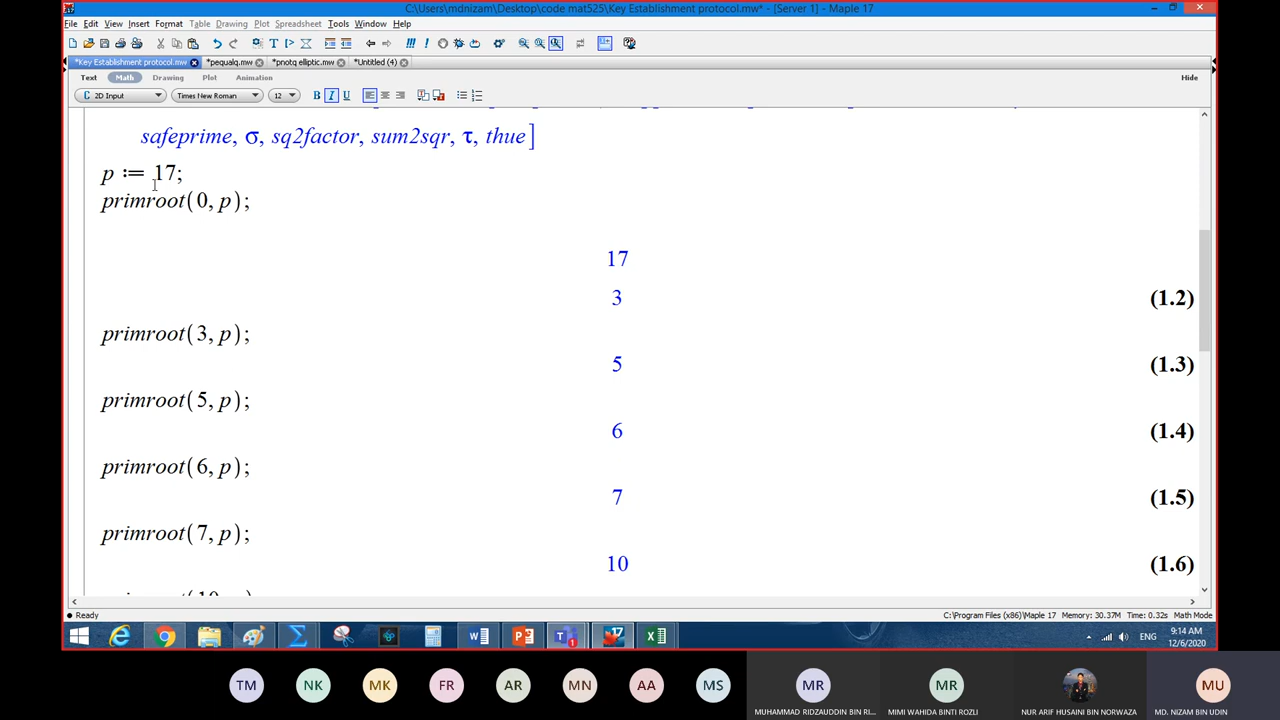 C:\Users\mdnizam\Desktop\code mat525\Key Establishment protocol.mw* - [Server 1] - Maple 17
File Edit View Insert Format Table Drawing Plot Spreadsheet Tools Window Help
*Key Establishment protocol.mw *pequalq.mw *pnotq elliptic.mw *Untitled (4)
Text Math Drawing Plot Animation Hide
C 2D Input Times New Roman 12 B I U
safeprime, σ, sq2factor, sum2sqr, τ, thue]
p := 17;
primroot(0, p);
17
3 (1.2)
primroot(3, p);
5 (1.3)
primroot(5, p);
6 (1.4)
primroot(6, p);
7 (1.5)
primroot(7, p);
10 (1.6)
Ready C:\Program Files (x86)\Maple 17 Memory: 30.37M Time: 0.32s Math Mode
ENG 9:14 AM
12/6/2020
TM NK MK FR AR MN AA MS MR MR MU
MUHAMMAD RIDZAUDDIN BIN RI... MIMI WAHIDA BINTI ROZLI NUR ARIF HUSAINI BIN NORWAZA MD. NIZAM BIN UDIN